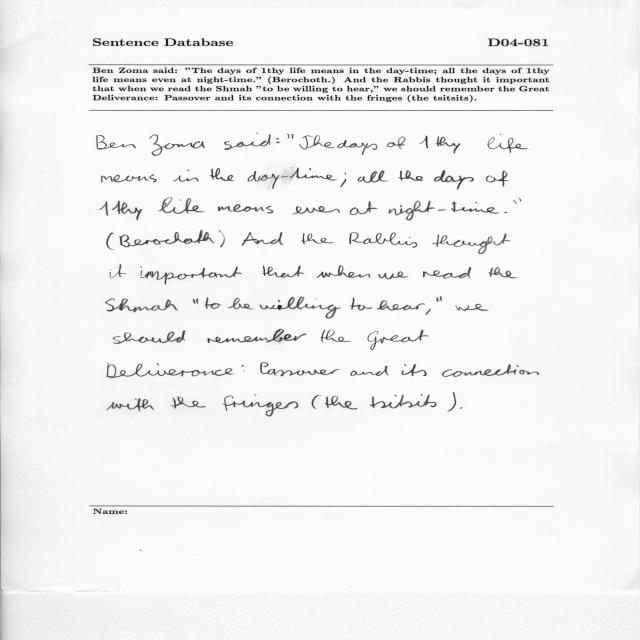 Sentence Database D04-081
Ben Zoma said: "The days of 1thy life means in the day-time; all the days of 1thy
life means even at night-time." (Berochoth.) And the Rabbis thought it important
that when we read the Shmah "to be willing to hear," we should remember the Great
Deliverance: Passover and its connection with the fringes (the tsitsits).
Ben Zoma said: "The days of 1thy life
means in the day-time; all the days of
1thy life means even at night-time."
(Berochoth) And the Rabbis thought
it important that when we read the
Shmah "to be willing to hear," we
should remember the Great
Deliverance: Passover and its connection
with the fringes (the tsitsits).
Name: